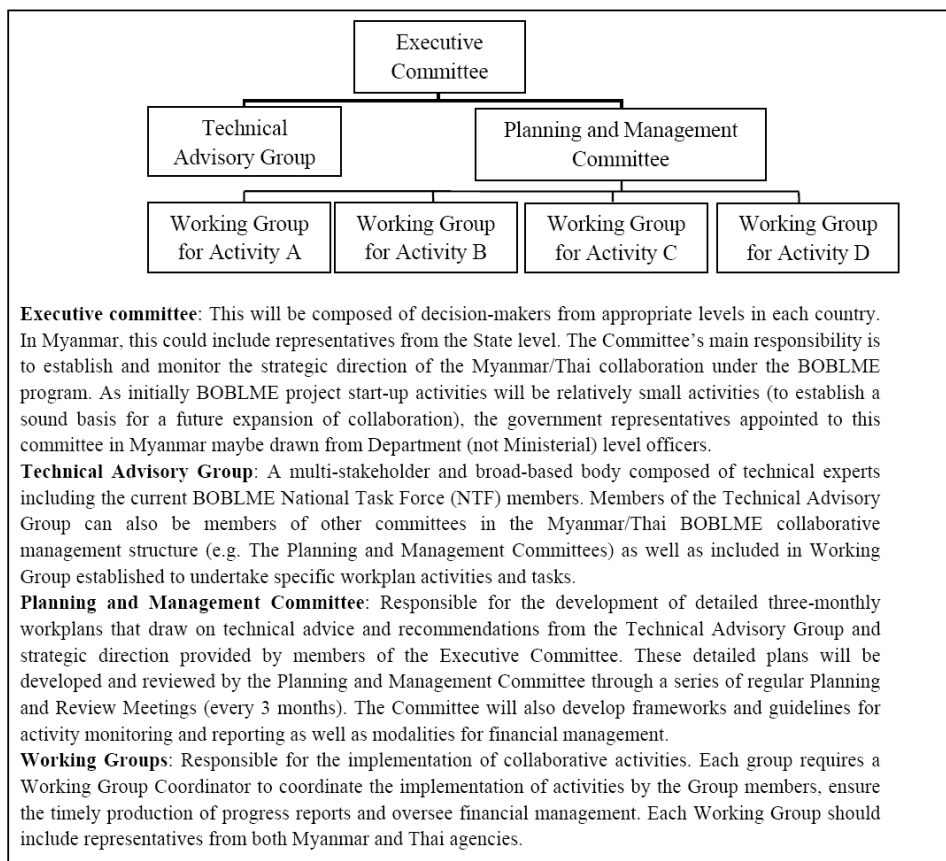 Executive
Committee
Technical
Advisory Group
Planning and Management
Committee
Working Group
for Activity A
Working Group
for Activity B
Working Group
for Activity C
Working Group
for Activity D
Executive committee: This will be composed of decision-makers from appropriate levels in each country.
In Myanmar, this could include representatives from the State level. The Committee's main responsibility is
to establish and monitor the strategic direction of the Myanmar/Thai collaboration under the BOBLME
program. As initially BOBLME project start-up activities will be relatively small activities (to establish a
sound basis for a future expansion of collaboration), the government representatives appointed to this
committee in Myanmar maybe drawn from Department (not Ministerial) level officers.
Technical Advisory Group: A multi-stakeholder and broad-based body composed of technical experts
including the current BOBLME National Task Force (NTF) members. Members of the Technical Advisory
Group can also be members of other committees in the Myanmar/Thai BOBLME collaborative
management structure (e.g. The Planning and Management Committees) as well as included in Working
Group established to undertake specific workplan activities and tasks.
Planning and Management Committee: Responsible for the development of detailed three-monthly
workplans that draw on technical advice and recommendations from the Technical Advisory Group and
strategic direction provided by members of the Executive Committee. These detailed plans will be
developed and reviewed by the Planning and Management Committee through a series of regular Planning
and Review Meetings (every 3 months). The Committee will also develop frameworks and guidelines for
activity monitoring and reporting as well as modalities for financial management.
Working Groups: Responsible for the implementation of collaborative activities. Each group requires a
Working Group Coordinator to coordinate the implementation of activities by the Group members, ensure
the timely production of progress reports and oversee financial management. Each Working Group should
include representatives from both Myanmar and Thai agencies.